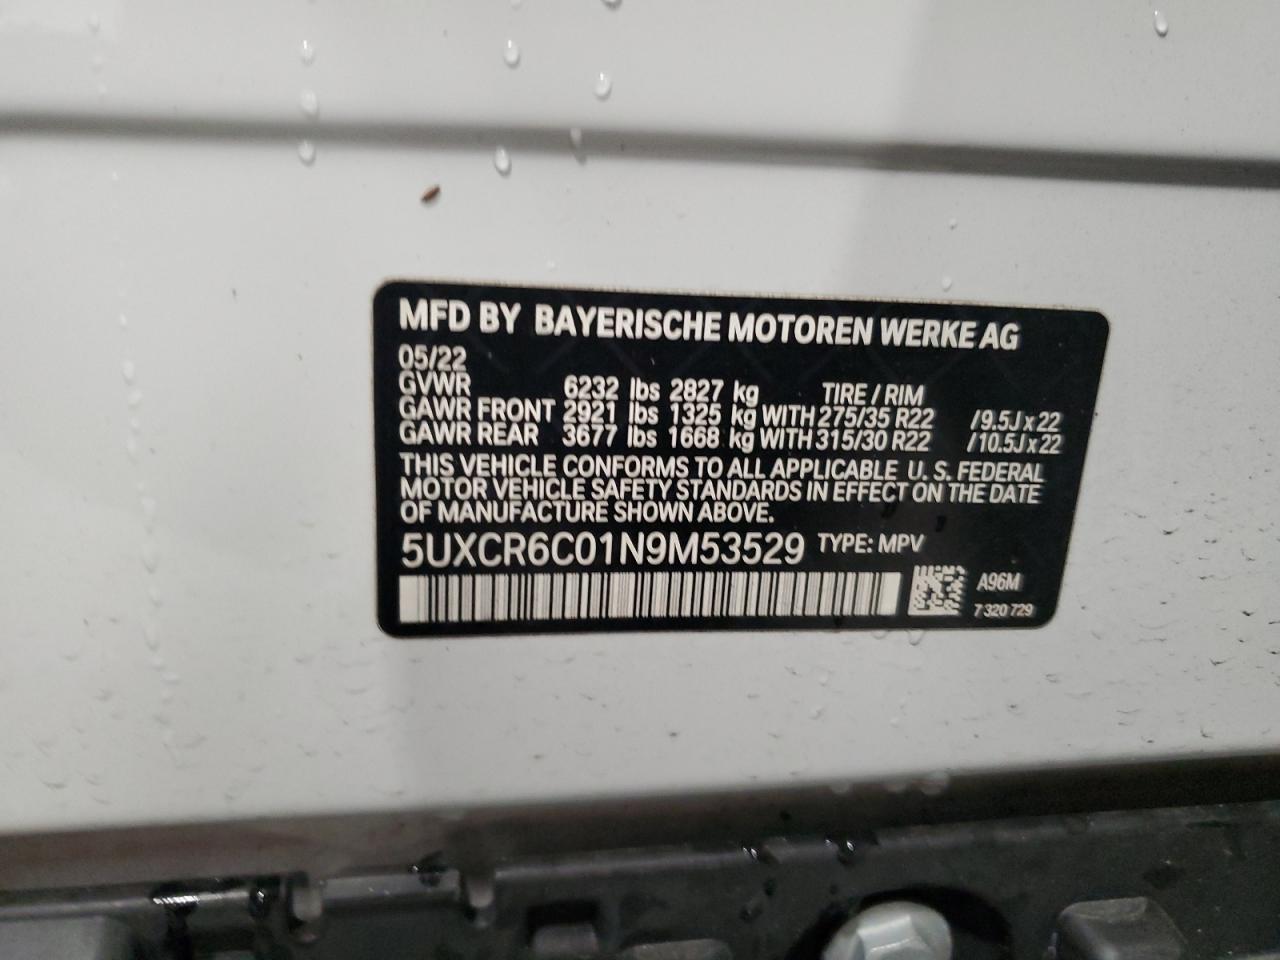 MFD BY BAYERISCHE MOTOREN WERKE AG
05/22
GVWR 6232 lbs 2827 kg TIRE / RIM
GAWR FRONT 2921 lbs 1325 kg WITH 275/35 R22 /9.5J x 22
GAWR REAR 3677 lbs 1668 kg WITH 315/30 R22 /10.5J x 22
THIS VEHICLE CONFORMS TO ALL APPLICABLE U. S. FEDERAL
MOTOR VEHICLE SAFETY STANDARDS IN EFFECT ON THE DATE
OF MANUFACTURE SHOWN ABOVE.
5UXCR6C01N9M53529 TYPE: MPV
A96M
7 320 729